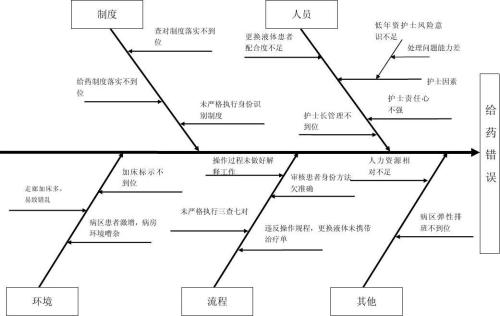 制度
人员
查对制度落实不到
位
给药制度落实不到
位
未严格执行身份识
别制度
更换液体患者
配合度不足
低年资护士风险意
识不足
处理问题能力差
护士因素
护士责任心
不强
护士长管理不
到位
给药错误
加床标示不
到位
走廊加床多,
易致错乱
病区患者激增,病房
环境嘈杂
操作过程未做好解
释工作
审核患者身份方法
欠准确
未严格执行三查七对
违反操作规程,更换液体未携带
治疗单
人力资源相
对不足
病区弹性排
班不到位
环境
流程
其他